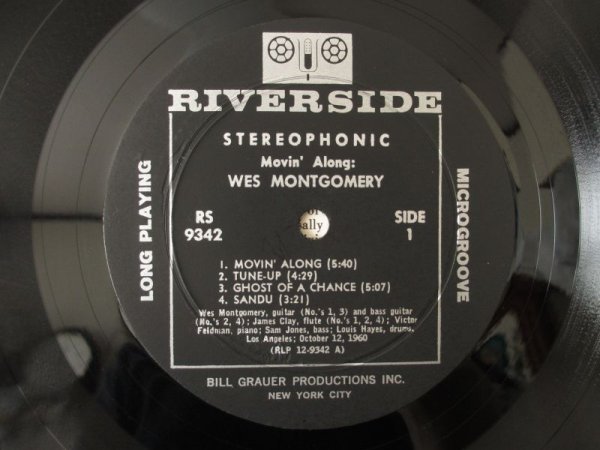 RIVERSIDE
STEREOPHONIC
Movin' Along:
WES MONTGOMERY
LONG PLAYING
MICROGROOVE
RS
9342
SIDE
1
ally
1. MOVIN' ALONG (5:40)
2. TUNE-UP (4:29)
3. GHOST OF A CHANCE (5:07)
4. SANDU (3:21)
Wes Montgomery, guitar (No.'s 1, 3) and bass guitar
(No.'s 2, 4); James Clay, flute (No.'s 1, 2, 4); Victor
Feldman, piano; Sam Jones, bass; Louis Hayes, drums.
Los Angeles; October 12, 1960
(RLP 12-9342 A)
BILL GRAUER PRODUCTIONS INC.
NEW YORK CITY